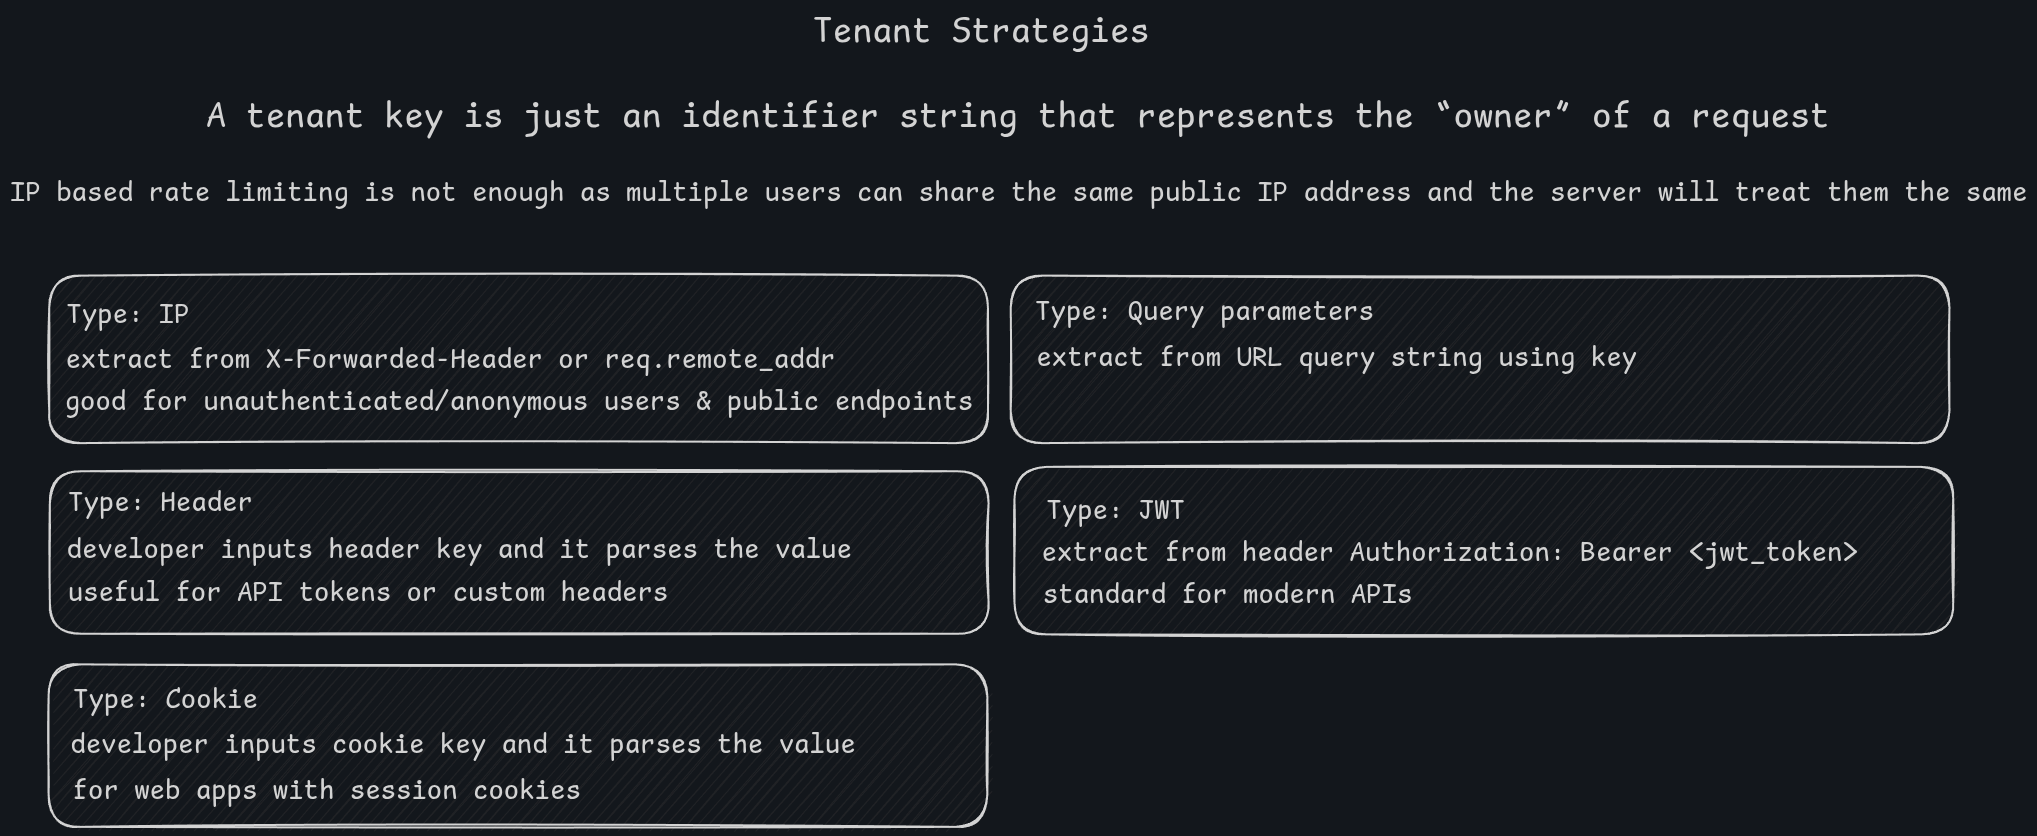 Tenant Strategies
A tenant key is just an identifier string that represents the “owner” of a request
IP based rate limiting is not enough as multiple users can share the same public IP address and the server will treat them the same
Type: IP
extract from X-Forwarded-Header or req.remote_addr
good for unauthenticated/anonymous users & public endpoints
Type: Query parameters
extract from URL query string using key
Type: Header
developer inputs header key and it parses the value
useful for API tokens or custom headers
Type: JWT
extract from header Authorization: Bearer <jwt_token>
standard for modern APIs
Type: Cookie
developer inputs cookie key and it parses the value
for web apps with session cookies